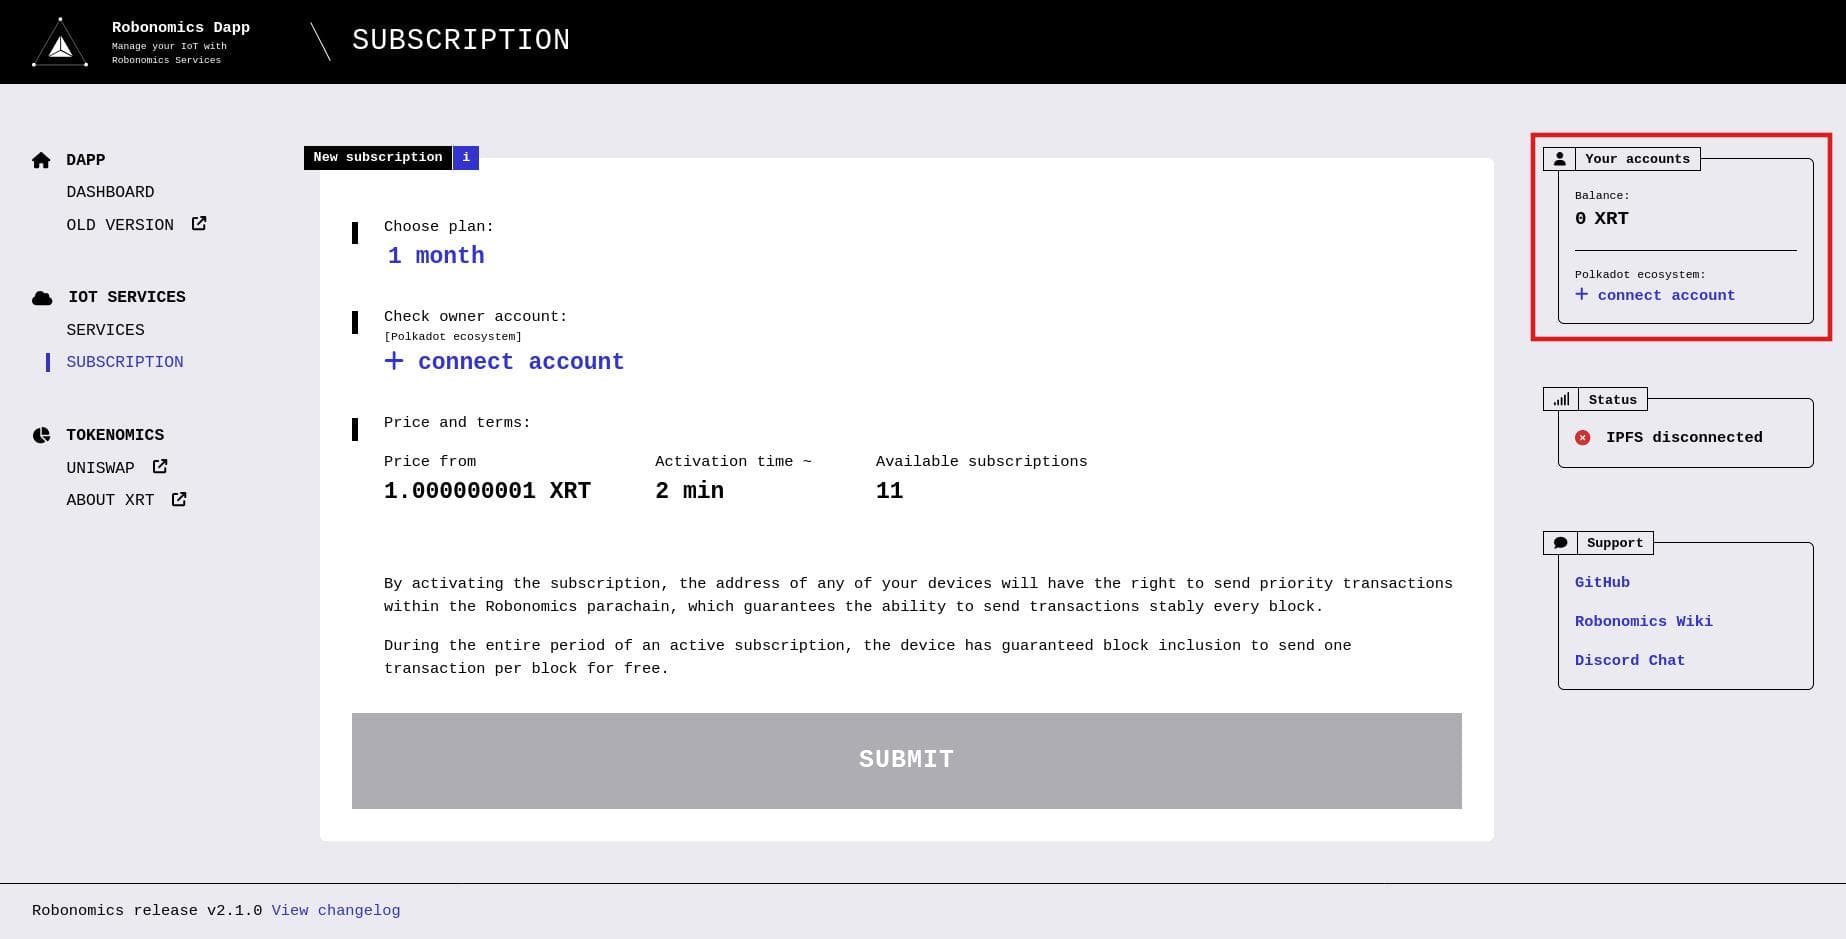 Robonomics Dapp
Manage your IoT with
Robonomics Services
SUBSCRIPTION
DAPP
DASHBOARD
OLD VERSION
IOT SERVICES
SERVICES
SUBSCRIPTION
TOKENOMICS
UNISWAP
ABOUT XRT
New subscription i
Choose plan:
1 month
Check owner account:
[Polkadot ecosystem]
+ connect account
Price and terms:
Price from
1.000000001 XRT
Activation time ~
2 min
Available subscriptions
11
By activating the subscription, the address of any of your devices will have the right to send priority transactions
within the Robonomics parachain, which guarantees the ability to send transactions stably every block.
During the entire period of an active subscription, the device has guaranteed block inclusion to send one
transaction per block for free.
SUBMIT
Your accounts
Balance:
0 XRT
Polkadot ecosystem:
+ connect account
Status
IPFS disconnected
Support
GitHub
Robonomics Wiki
Discord Chat
Robonomics release v2.1.0 View changelog